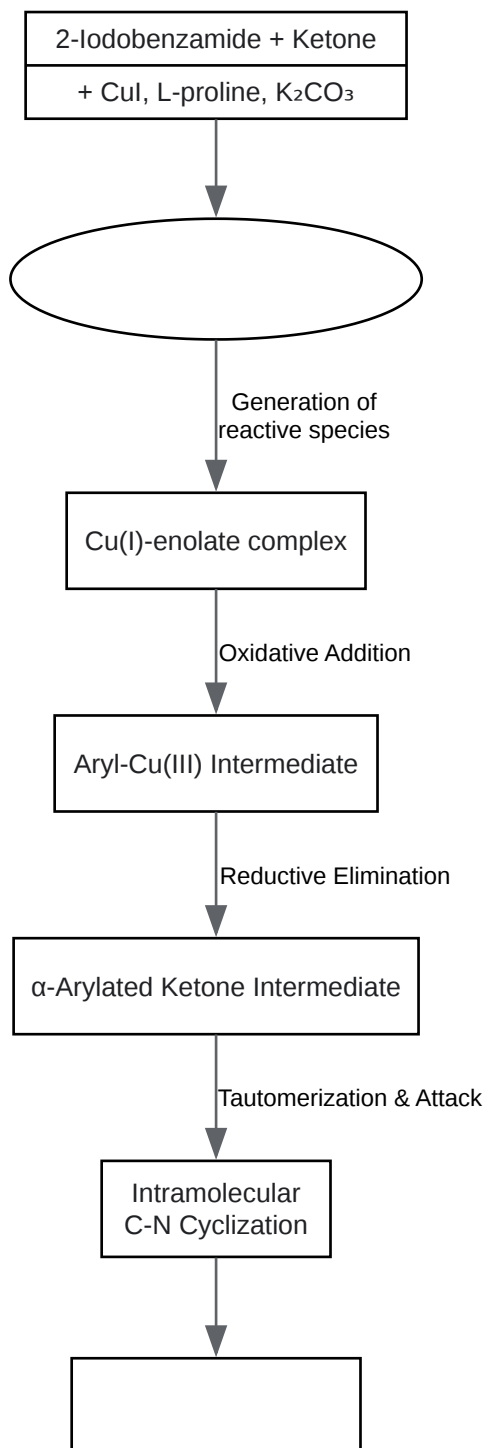 2-Iodobenzamide + Ketone
+ CuI, L-proline, K₂CO₃
Generation of
reactive species
Cu(I)-enolate complex
Oxidative Addition
Aryl-Cu(III) Intermediate
Reductive Elimination
α-Arylated Ketone Intermediate
Tautomerization & Attack
Intramolecular
C-N Cyclization